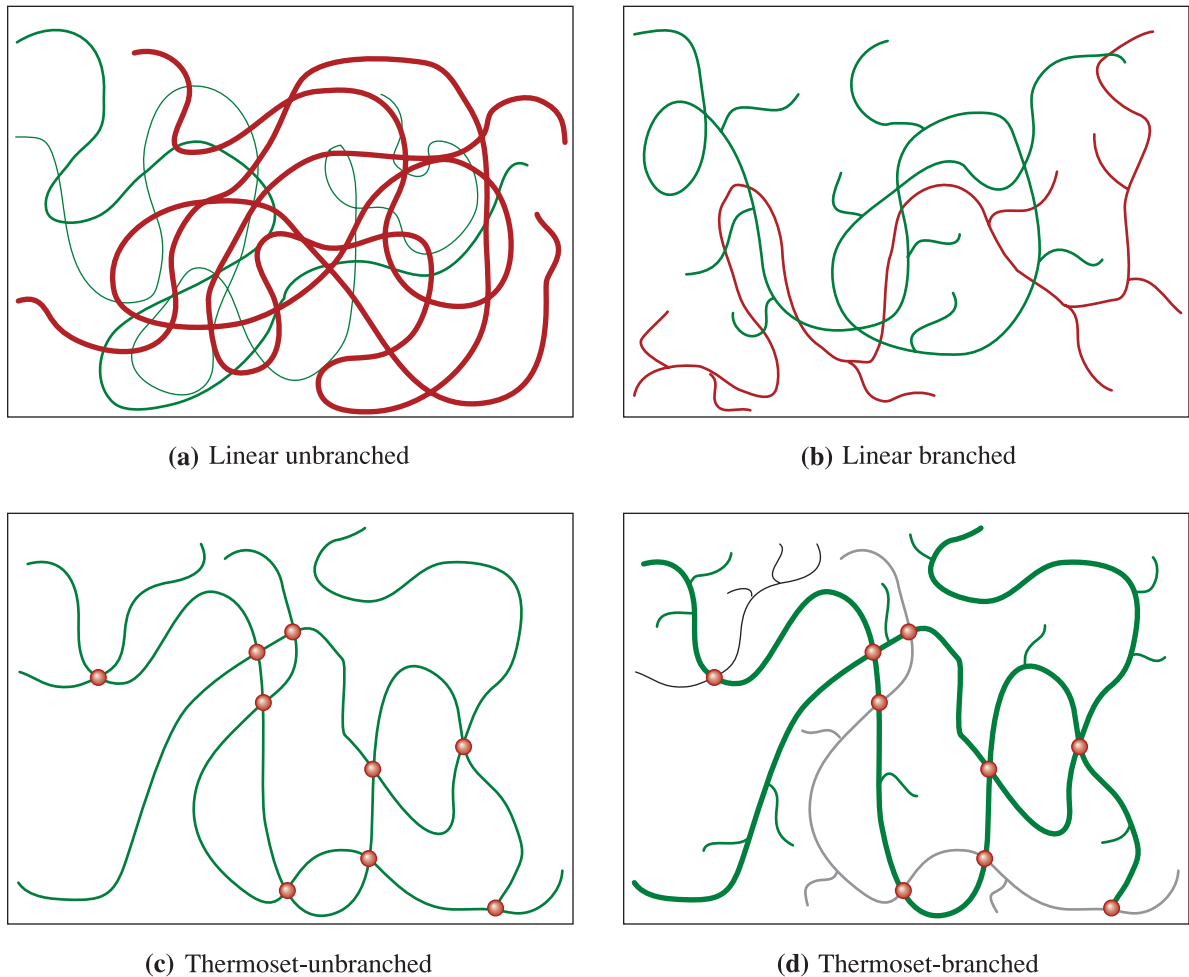 (a) Linear unbranched
(b) Linear branched
(c) Thermoset-unbranched
(d) Thermoset-branched